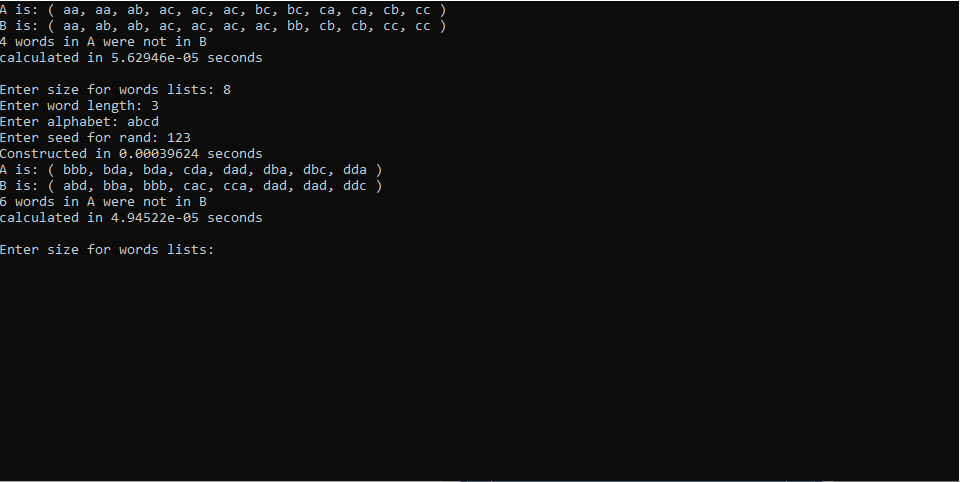 A is: ( aa, aa, ab, ac, ac, ac, bc, bc, ca, ca, cb, cc )
B is: ( aa, ab, ab, ac, ac, ac, ac, bb, cb, cb, cc, cc )
4 words in A were not in B
calculated in 5.62946e-05 seconds
Enter size for words lists: 8
Enter word length: 3
Enter alphabet: abcd
Enter seed for rand: 123
Constructed in 0.00039624 seconds
A is: ( bbb, bda, bda, cda, dad, dba, dbc, dda )
B is: ( abd, bba, bbb, cac, cca, dad, dad, ddc )
6 words in A were not in B
calculated in 4.94522e-05 seconds
Enter size for words lists: